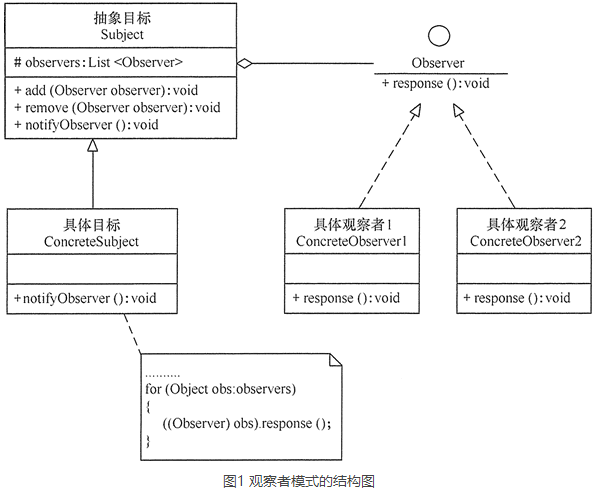 抽象目标
Subject
# observers:List <Observer>
+ add (Observer observer):void
+ remove (Observer observer):void
+ notifyObserver ():void
Observer
+ response ():void
具体目标
ConcreteSubject
+notifyObserver ():void
具体观察者1
ConcreteObserver1
+ response ():void
具体观察者2
ConcreteObserver2
+ response ():void
..........
for (Object obs:observers)
{
((Observer) obs).response ();
}
图1 观察者模式的结构图